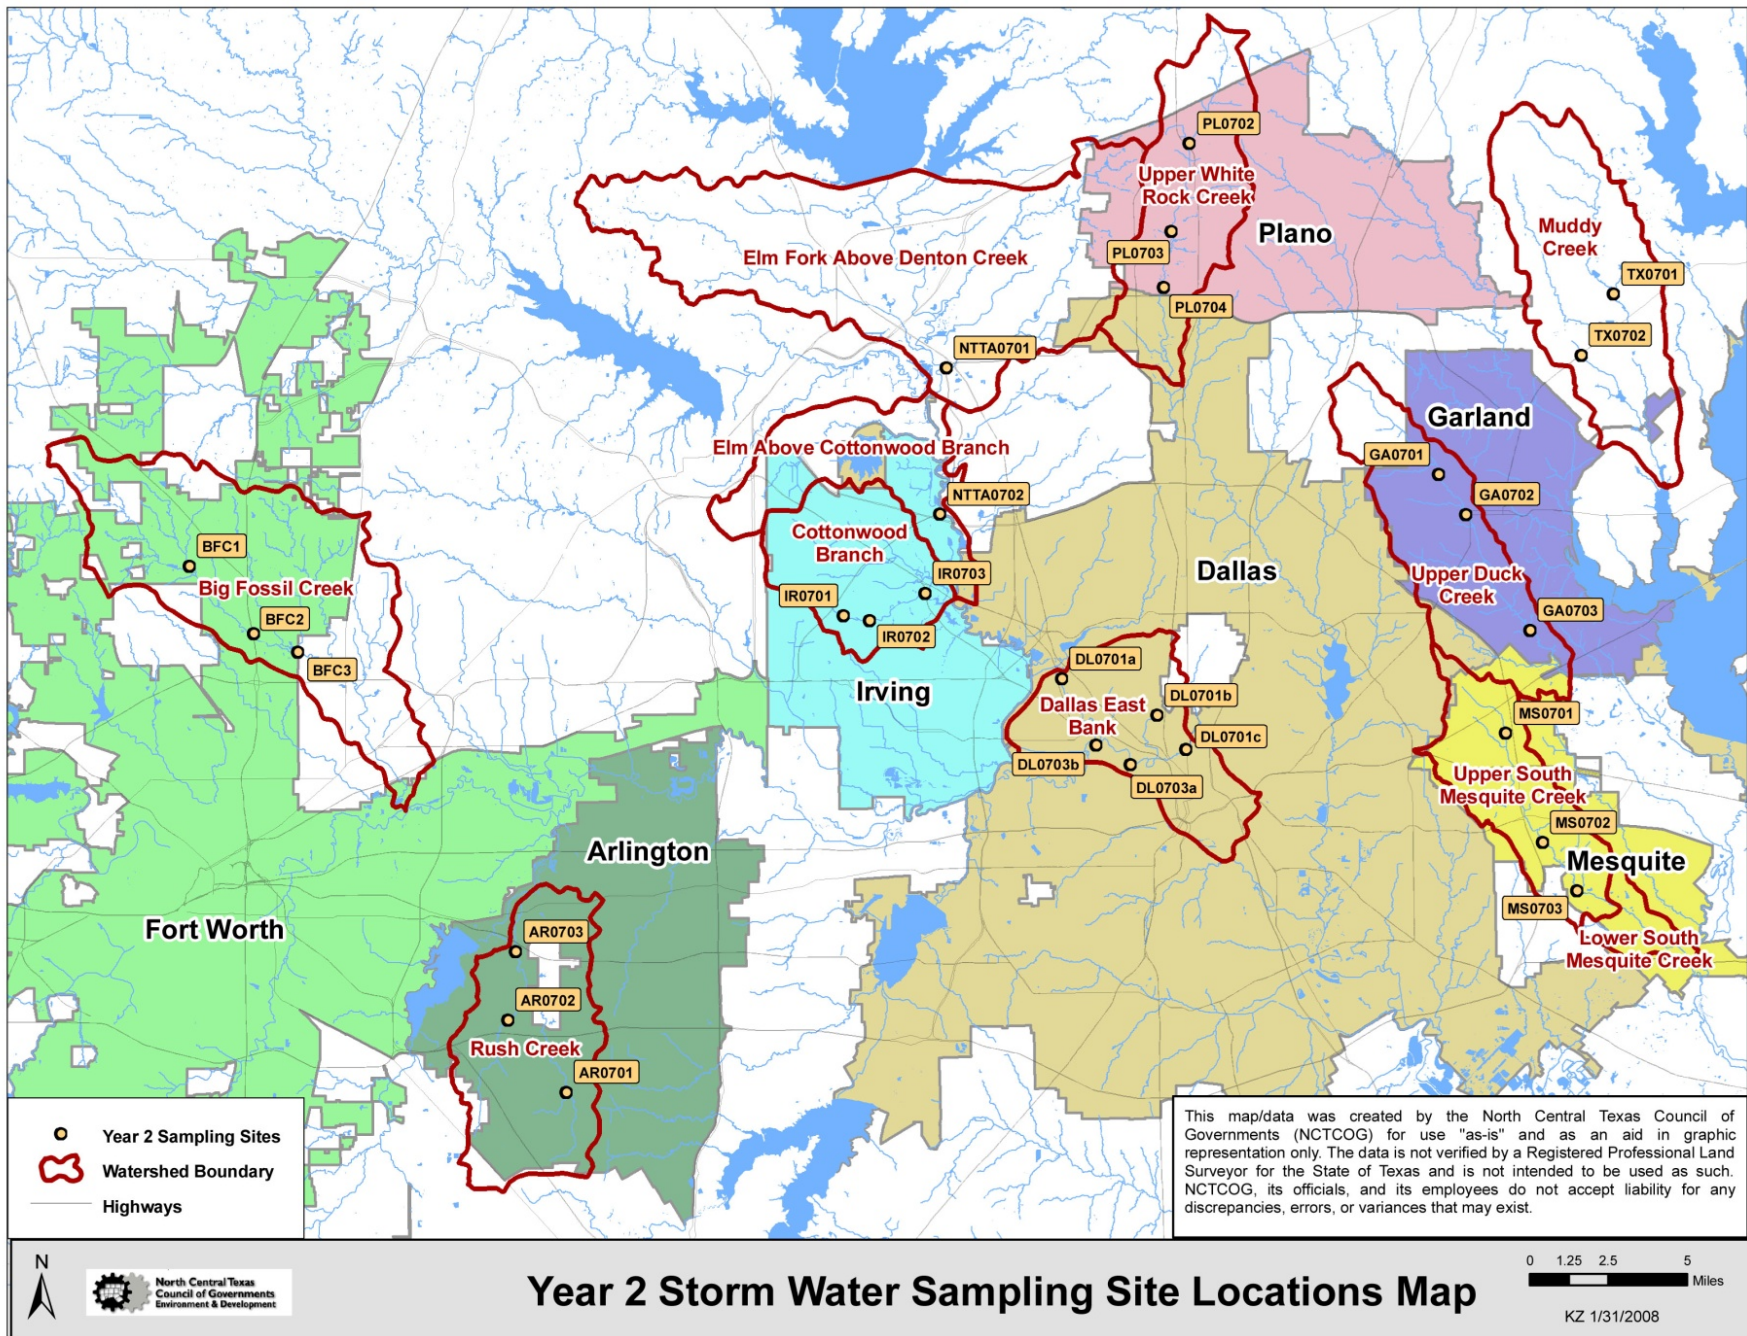 PL0702
Upper White
Rock Creek
Plano
PL0703
PL0704
Muddy
Creek
TX0701
TX0702
Elm Fork Above Denton Creek
NTTA0701
Garland
GA0701
GA0702
Elm Above Cottonwood Branch
NTTA0702
Cottonwood
Branch
IR0703
IR0701
IR0702
Irving
BFC1
Big Fossil Creek
BFC2
BFC3
Dallas
Upper Duck
Creek
GA0703
DL0701a
DL0701b
Dallas East
Bank
DL0701c
DL0703b
DL0703a
MS0701
Upper South
Mesquite Creek
MS0702
Mesquite
MS0703
Lower South
Mesquite Creek
Arlington
Fort Worth
AR0703
AR0702
Rush Creek
AR0701
Year 2 Sampling Sites
Watershed Boundary
Highways
This map/data was created by the North Central Texas Council of
Governments (NCTCOG) for use "as-is" and as an aid in graphic
representation only. The data is not verified by a Registered Professional Land
Surveyor for the State of Texas and is not intended to be used as such.
NCTCOG, its officials, and its employees do not accept liability for any
discrepancies, errors, or variances that may exist.
N
North Central Texas
Council of Governments
Environment & Development
Year 2 Storm Water Sampling Site Locations Map
0 1.25 2.5 5
Miles
KZ 1/31/2008